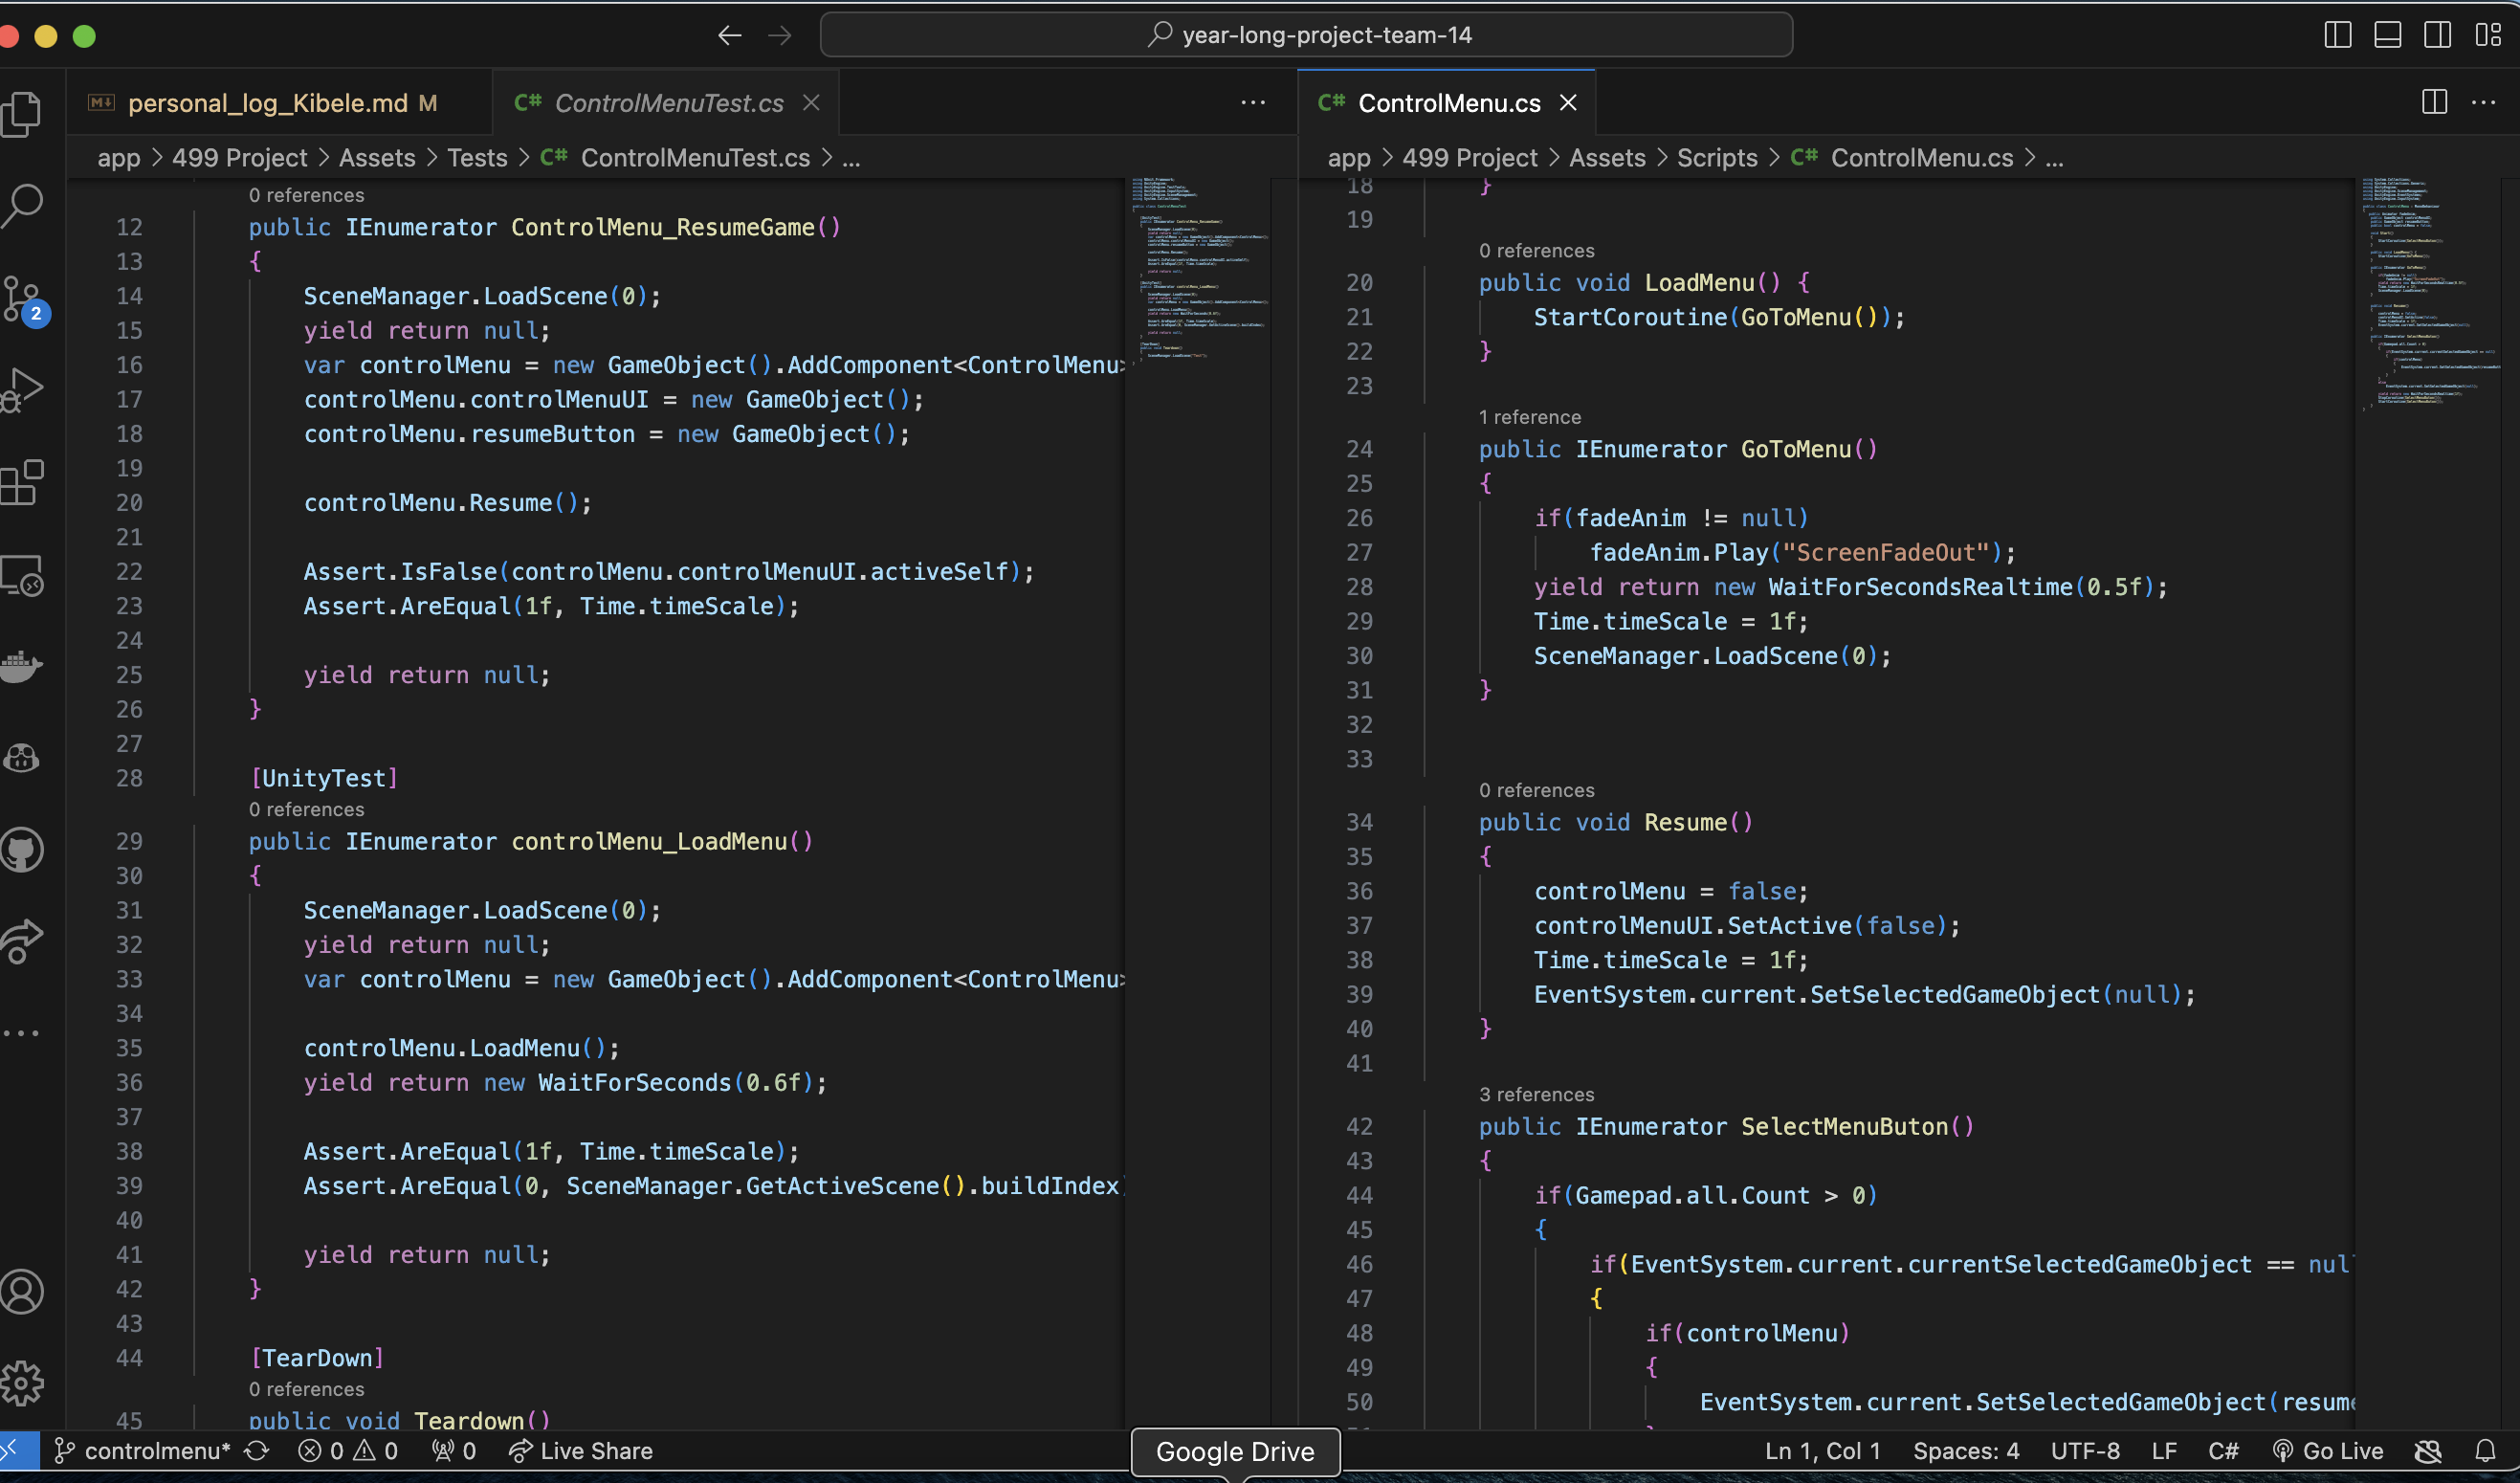 year-long-project-team-14
personal_log_Kibele.md M
C# ControlMenuTest.cs
app > 499 Project > Assets > Tests > C# ControlMenuTest.cs > ...
0 references
12 public IEnumerator ControlMenu_ResumeGame()
13 {
14 SceneManager.LoadScene(0);
15 yield return null;
16 var controlMenu = new GameObject().AddComponent<ControlMenu>
17 controlMenu.controlMenuUI = new GameObject();
18 controlMenu.resumeButton = new GameObject();
19
20 controlMenu.Resume();
21
22 Assert.IsFalse(controlMenu.controlMenuUI.activeSelf);
23 Assert.AreEqual(1f, Time.timeScale);
24
25 yield return null;
26 }
27
28 [UnityTest]
0 references
29 public IEnumerator controlMenu_LoadMenu()
30 {
31 SceneManager.LoadScene(0);
32 yield return null;
33 var controlMenu = new GameObject().AddComponent<ControlMenu>
34
35 controlMenu.LoadMenu();
36 yield return new WaitForSeconds(0.6f);
37
38 Assert.AreEqual(1f, Time.timeScale);
39 Assert.AreEqual(0, SceneManager.GetActiveScene().buildIndex)
40
41 yield return null;
42 }
43
44 [TearDown]
0 references
45 public void Teardown()
C# ControlMenu.cs
app > 499 Project > Assets > Scripts > C# ControlMenu.cs > ...
18 }
19
0 references
20 public void LoadMenu() {
21 StartCoroutine(GoToMenu());
22 }
23
1 reference
24 public IEnumerator GoToMenu()
25 {
26 if(fadeAnim != null)
27 fadeAnim.Play("ScreenFadeOut");
28 yield return new WaitForSecondsRealtime(0.5f);
29 Time.timeScale = 1f;
30 SceneManager.LoadScene(0);
31 }
32
33
0 references
34 public void Resume()
35 {
36 controlMenu = false;
37 controlMenuUI.SetActive(false);
38 Time.timeScale = 1f;
39 EventSystem.current.SetSelectedGameObject(null);
40 }
41
3 references
42 public IEnumerator SelectMenuButon()
43 {
44 if(Gamepad.all.Count > 0)
45 {
46 if(EventSystem.current.currentSelectedGameObject == nul
47 {
48 if(controlMenu)
49 {
50 EventSystem.current.SetSelectedGameObject(resume
2
controlmenu* 0 0 0 Live Share
Google Drive
Ln 1, Col 1 Spaces: 4 UTF-8 LF C# Go Live